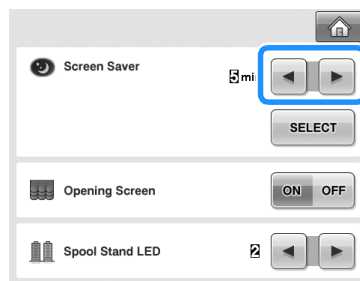 Screen Saver
5 mi
SELECT
Opening Screen
ON OFF
Spool Stand LED
2